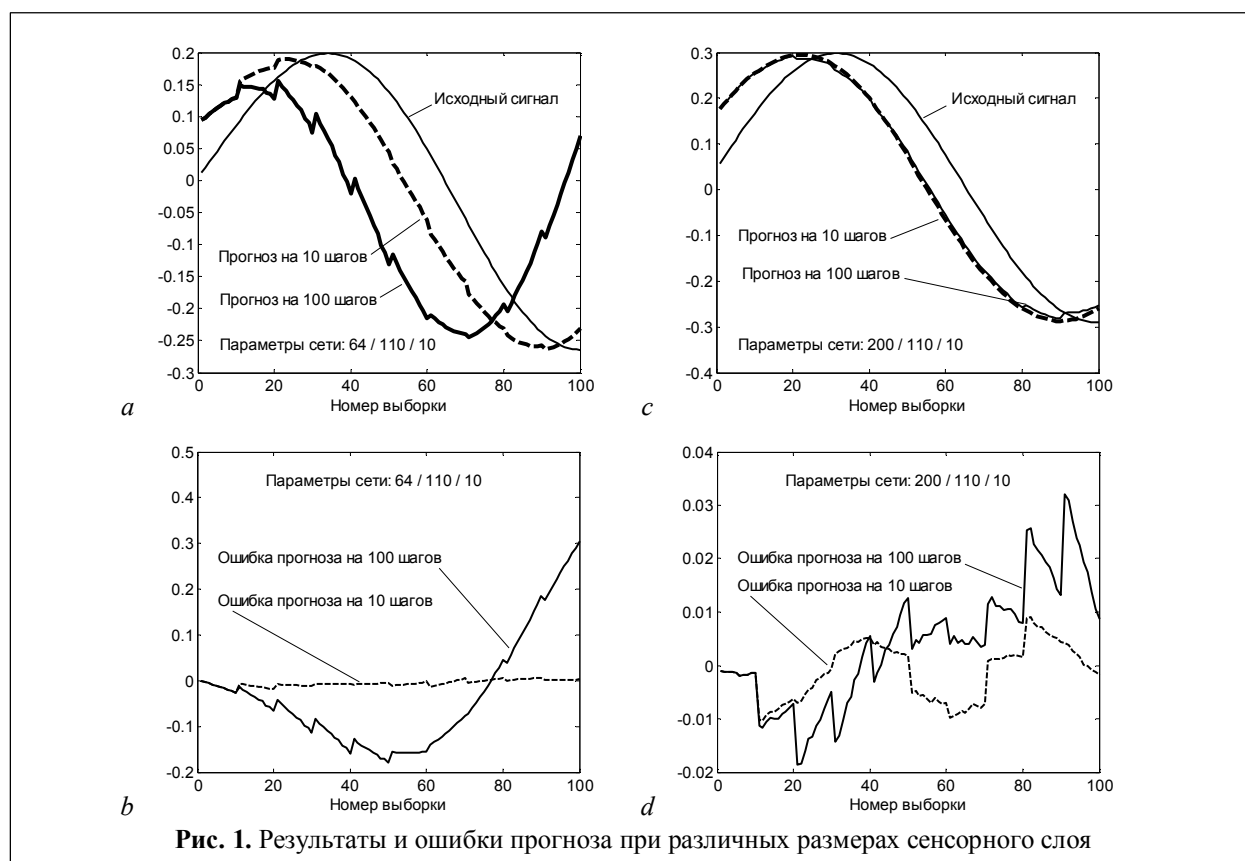 0.2
0.15
0.1
0.05
0
-0.05
-0.1
-0.15
-0.2
-0.25
-0.3
0 20 40 60 80 100
Исходный сигнал
Прогноз на 10 шагов
Прогноз на 100 шагов
Параметры сети: 64 / 110 / 10
Номер выборки
a
0.3
0.2
0.1
0
-0.1
-0.2
-0.3
-0.4
0 20 40 60 80 100
Исходный сигнал
Прогноз на 10 шагов
Прогноз на 100 шагов
Параметры сети: 200 / 110 / 10
Номер выборки
c
0.5
0.4
0.3
0.2
0.1
0
-0.1
-0.2
0 20 40 60 80 100
Параметры сети: 64 / 110 / 10
Ошибка прогноза на 100 шагов
Ошибка прогноза на 10 шагов
Номер выборки
b
0.04
0.03
0.02
0.01
0
-0.01
-0.02
0 20 40 60 80 100
Параметры сети: 200 / 110 / 10
Ошибка прогноза на 100 шагов
Ошибка прогноза на 10 шагов
Номер выборки
d
Рис. 1. Результаты и ошибки прогноза при различных размерах сенсорного слоя